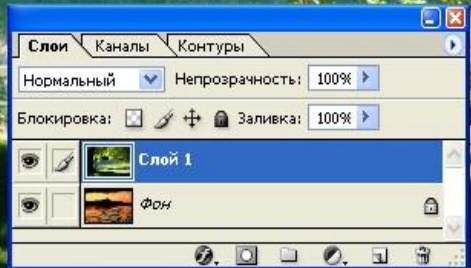 Слои Каналы Контуры
Нормальный Непрозрачность: 100%
Блокировка: Заливка: 100%
Слой 1
Фон